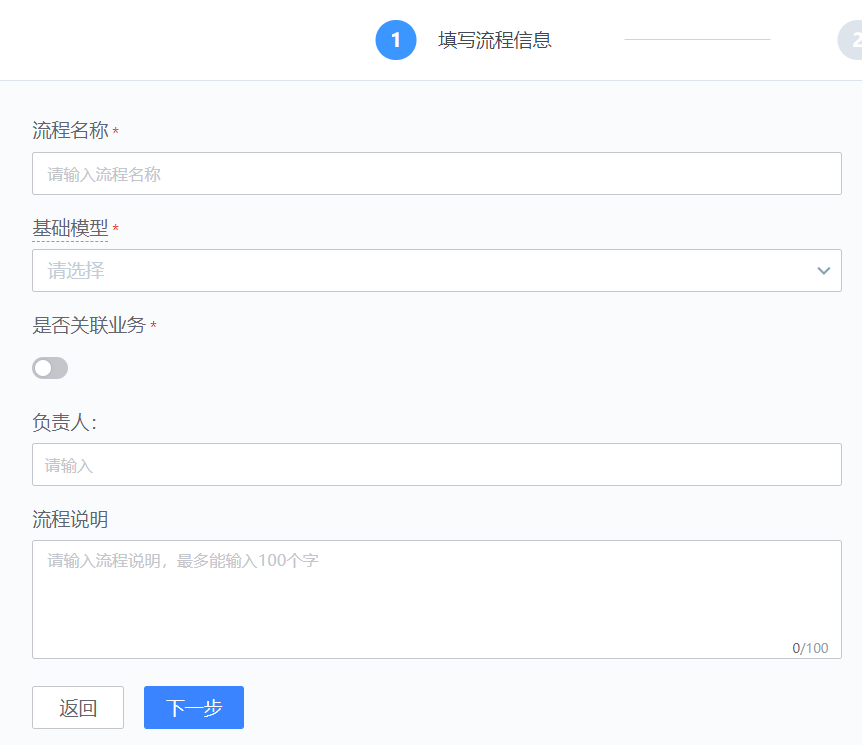 1 填写流程信息 2
流程名称 *
请输入流程名称
基础模型 *
请选择
是否关联业务 *
负责人:
请输入
流程说明
请输入流程说明，最多能输入100个字
0/100
返回 下一步